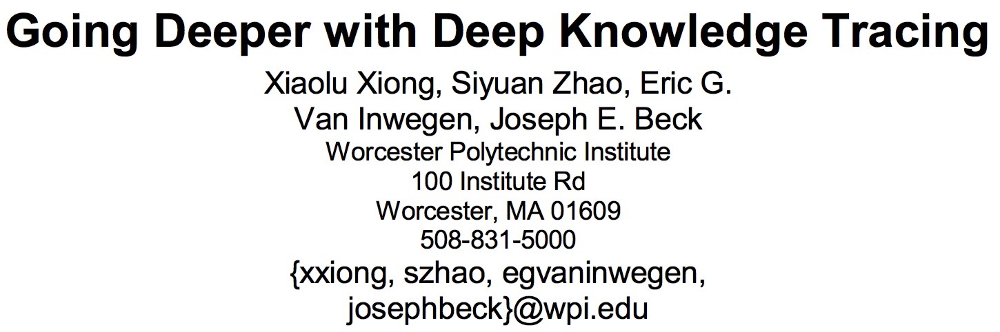 Going Deeper with Deep Knowledge Tracing
Xiaolu Xiong, Siyuan Zhao, Eric G.
Van Inwegen, Joseph E. Beck
Worcester Polytechnic Institute
100 Institute Rd
Worcester, MA 01609
508-831-5000
{xxiong, szhao, egvaninwegen,
josephbeck}@wpi.edu